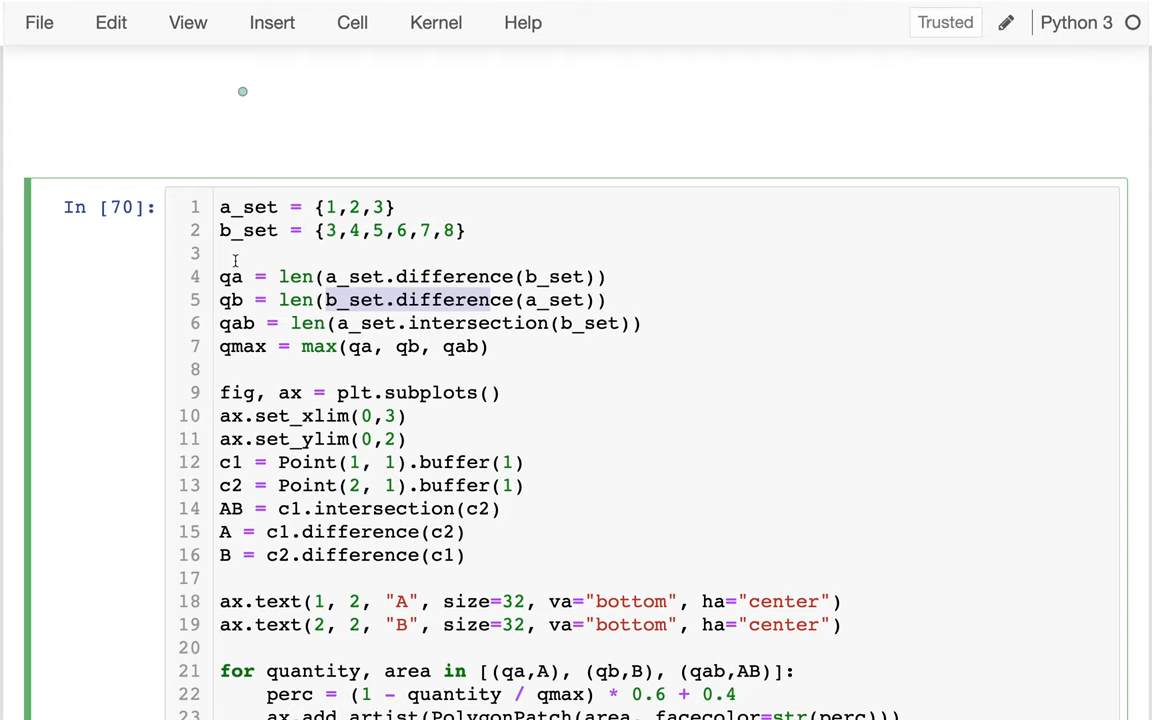 File Edit View Insert Cell Kernel Help Trusted Python 3
In [70]:
1 a_set = {1,2,3}
2 b_set = {3,4,5,6,7,8}
3
4 qa = len(a_set.difference(b_set))
5 qb = len(b_set.difference(a_set))
6 qab = len(a_set.intersection(b_set))
7 qmax = max(qa, qb, qab)
8
9 fig, ax = plt.subplots()
10 ax.set_xlim(0,3)
11 ax.set_ylim(0,2)
12 c1 = Point(1, 1).buffer(1)
13 c2 = Point(2, 1).buffer(1)
14 AB = c1.intersection(c2)
15 A = c1.difference(c2)
16 B = c2.difference(c1)
17
18 ax.text(1, 2, "A", size=32, va="bottom", ha="center")
19 ax.text(2, 2, "B", size=32, va="bottom", ha="center")
20
21 for quantity, area in [(qa,A), (qb,B), (qab,AB)]:
22 perc = (1 - quantity / qmax) * 0.6 + 0.4
23 ax.add_artist(PolygonPatch(area, facecolor=str(perc)))